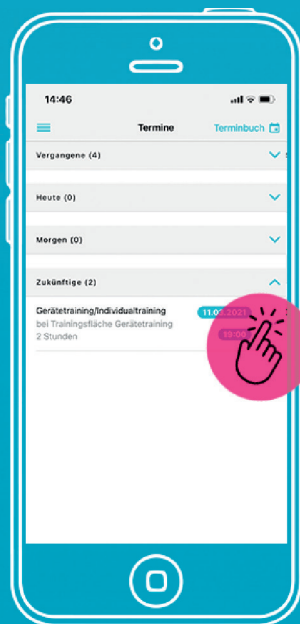 14:46
Termine
Terminbuch
Vergangene (4)
Heute (0)
Morgen (0)
Zukünftige (2)
Gerätetraining/Individualtraining
bei Trainingsfläche Gerätetraining
2 Stunden